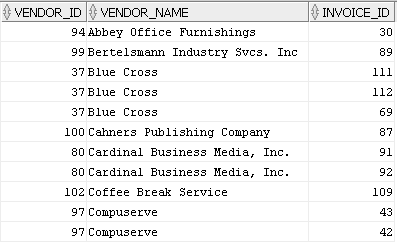 VENDOR_ID VENDOR_NAME INVOICE_ID
94 Abbey Office Furnishings 30
99 Bertelsmann Industry Svcs. Inc 89
37 Blue Cross 111
37 Blue Cross 112
37 Blue Cross 69
100 Cahners Publishing Company 87
80 Cardinal Business Media, Inc. 91
80 Cardinal Business Media, Inc. 92
102 Coffee Break Service 109
97 Compuserve 43
97 Compuserve 42